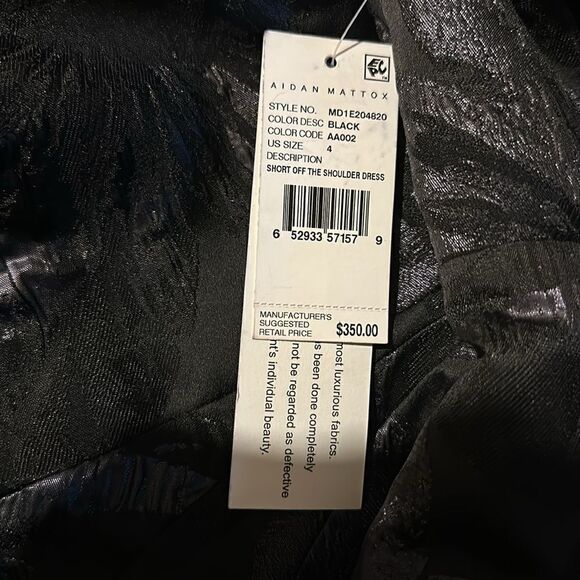 EPC
AIDAN MATTOX
STYLE NO. MD1E204820
COLOR DESC BLACK
COLOR CODE AA002
US SIZE 4
DESCRIPTION
SHORT OFF THE SHOULDER DRESS
6 52933 57157 9
MANUFACTURER'S
SUGGESTED
RETAIL PRICE $350.00
most luxurious fabrics.
been done completely
not be regarded as defective
individual beauty.